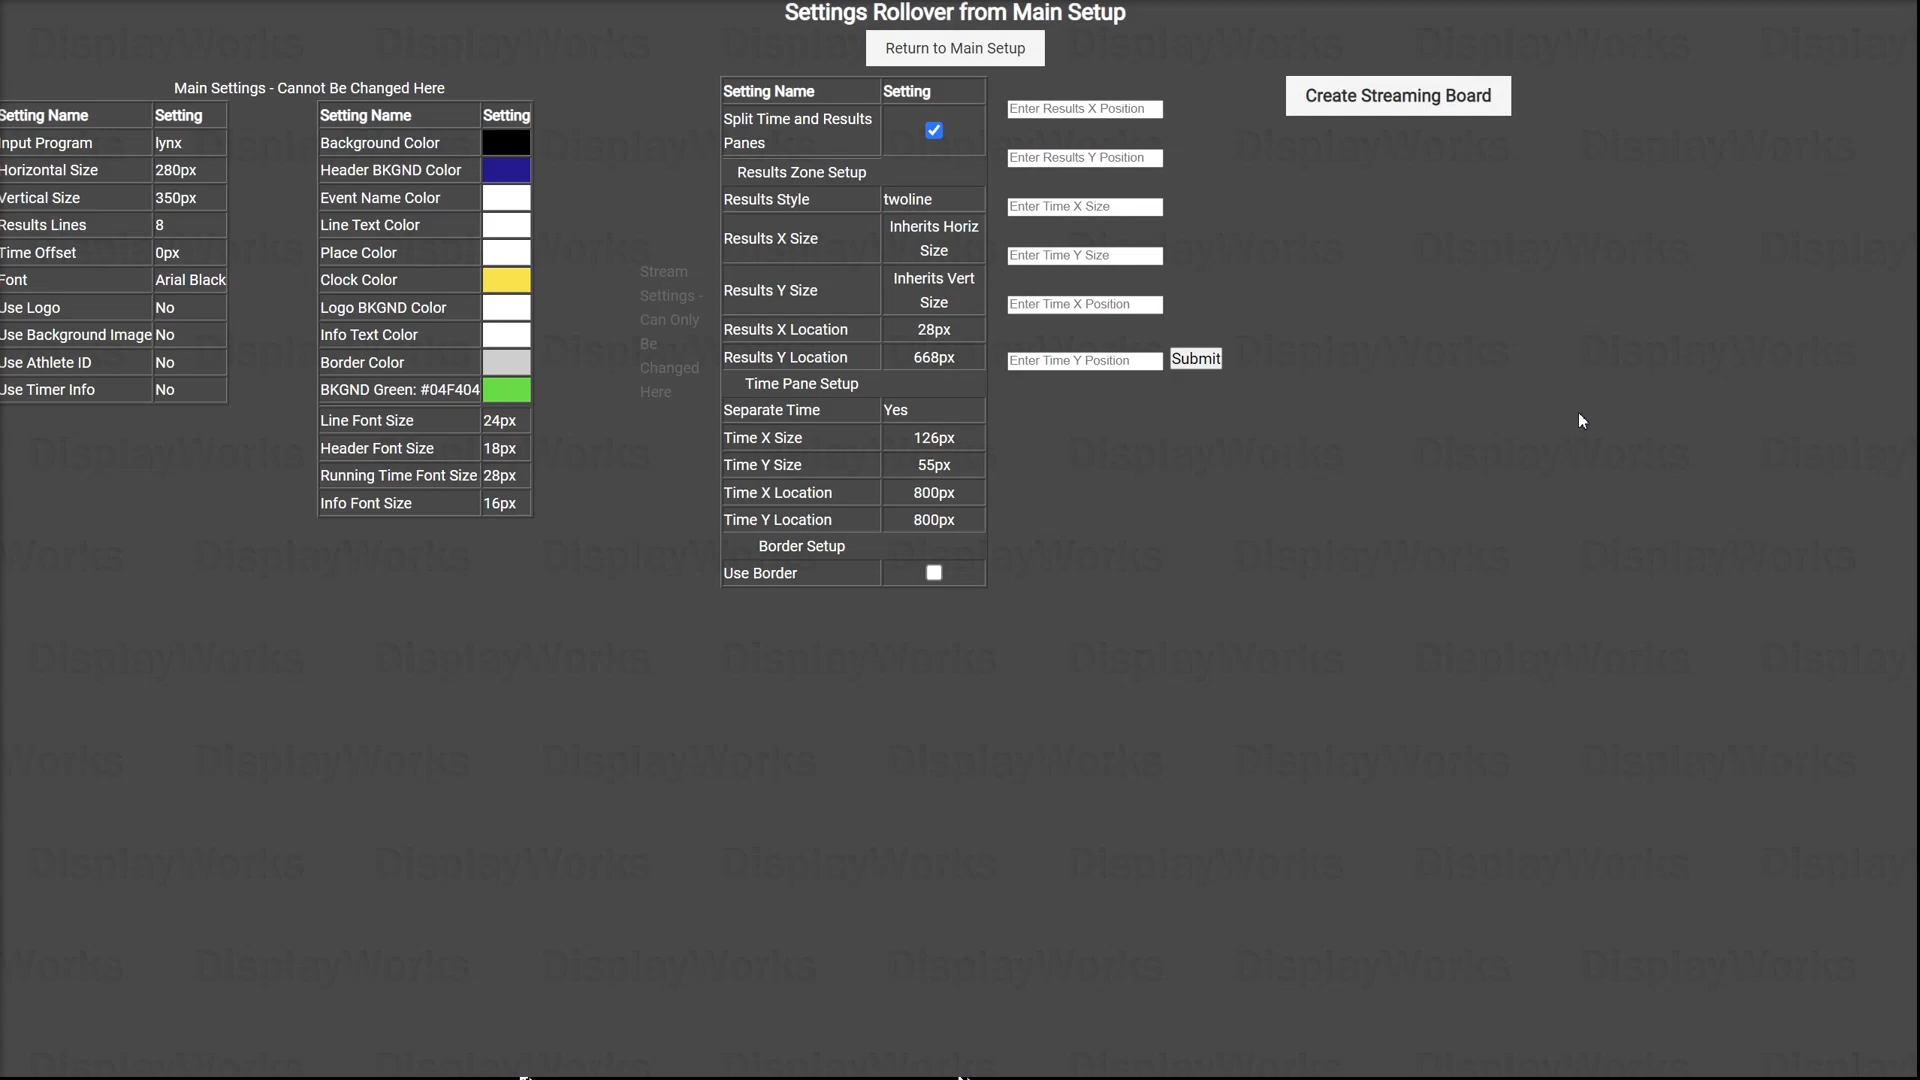 Settings Rollover from Main Setup
Return to Main Setup
Main Settings - Cannot Be Changed Here
Setting Name Setting
Input Program lynx
Horizontal Size 280px
Vertical Size 350px
Results Lines 8
Time Offset 0px
Font Arial Black
Use Logo No
Use Background Image No
Use Athlete ID No
Use Timer Info No
Setting Name Setting
Background Color
Header BKGND Color
Event Name Color
Line Text Color
Place Color
Clock Color
Logo BKGND Color
Info Text Color
Border Color
BKGND Green: #04F404
Line Font Size 24px
Header Font Size 18px
Running Time Font Size 28px
Info Font Size 16px
Stream
Settings -
Can Only
Be
Changed
Here
Setting Name Setting
Split Time and Results
Panes
Results Zone Setup
Results Style twoline
Results X Size Inherits Horiz
Size
Results Y Size Inherits Vert
Size
Results X Location 28px
Results Y Location 668px
Time Pane Setup
Separate Time Yes
Time X Size 126px
Time Y Size 55px
Time X Location 800px
Time Y Location 800px
Border Setup
Use Border
Enter Results X Position
Enter Results Y Position
Enter Time X Size
Enter Time Y Size
Enter Time X Position
Enter Time Y Position Submit
Create Streaming Board
DisplayWorks